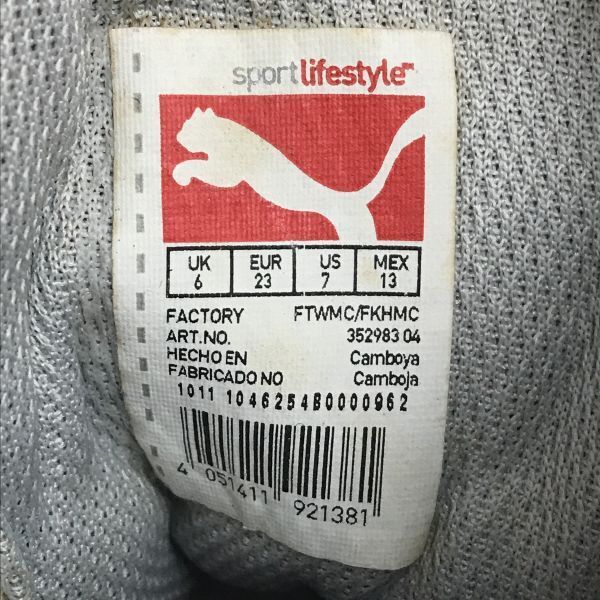 sportlifestyle™
UK EUR US MEX
6 23 7 13
FACTORY FTWMC/FKHMC
ART.NO. 352983 04
HECHO EN Camboya
FABRICADO NO Camboja
1011 1046254B0000962
4 051411 921381